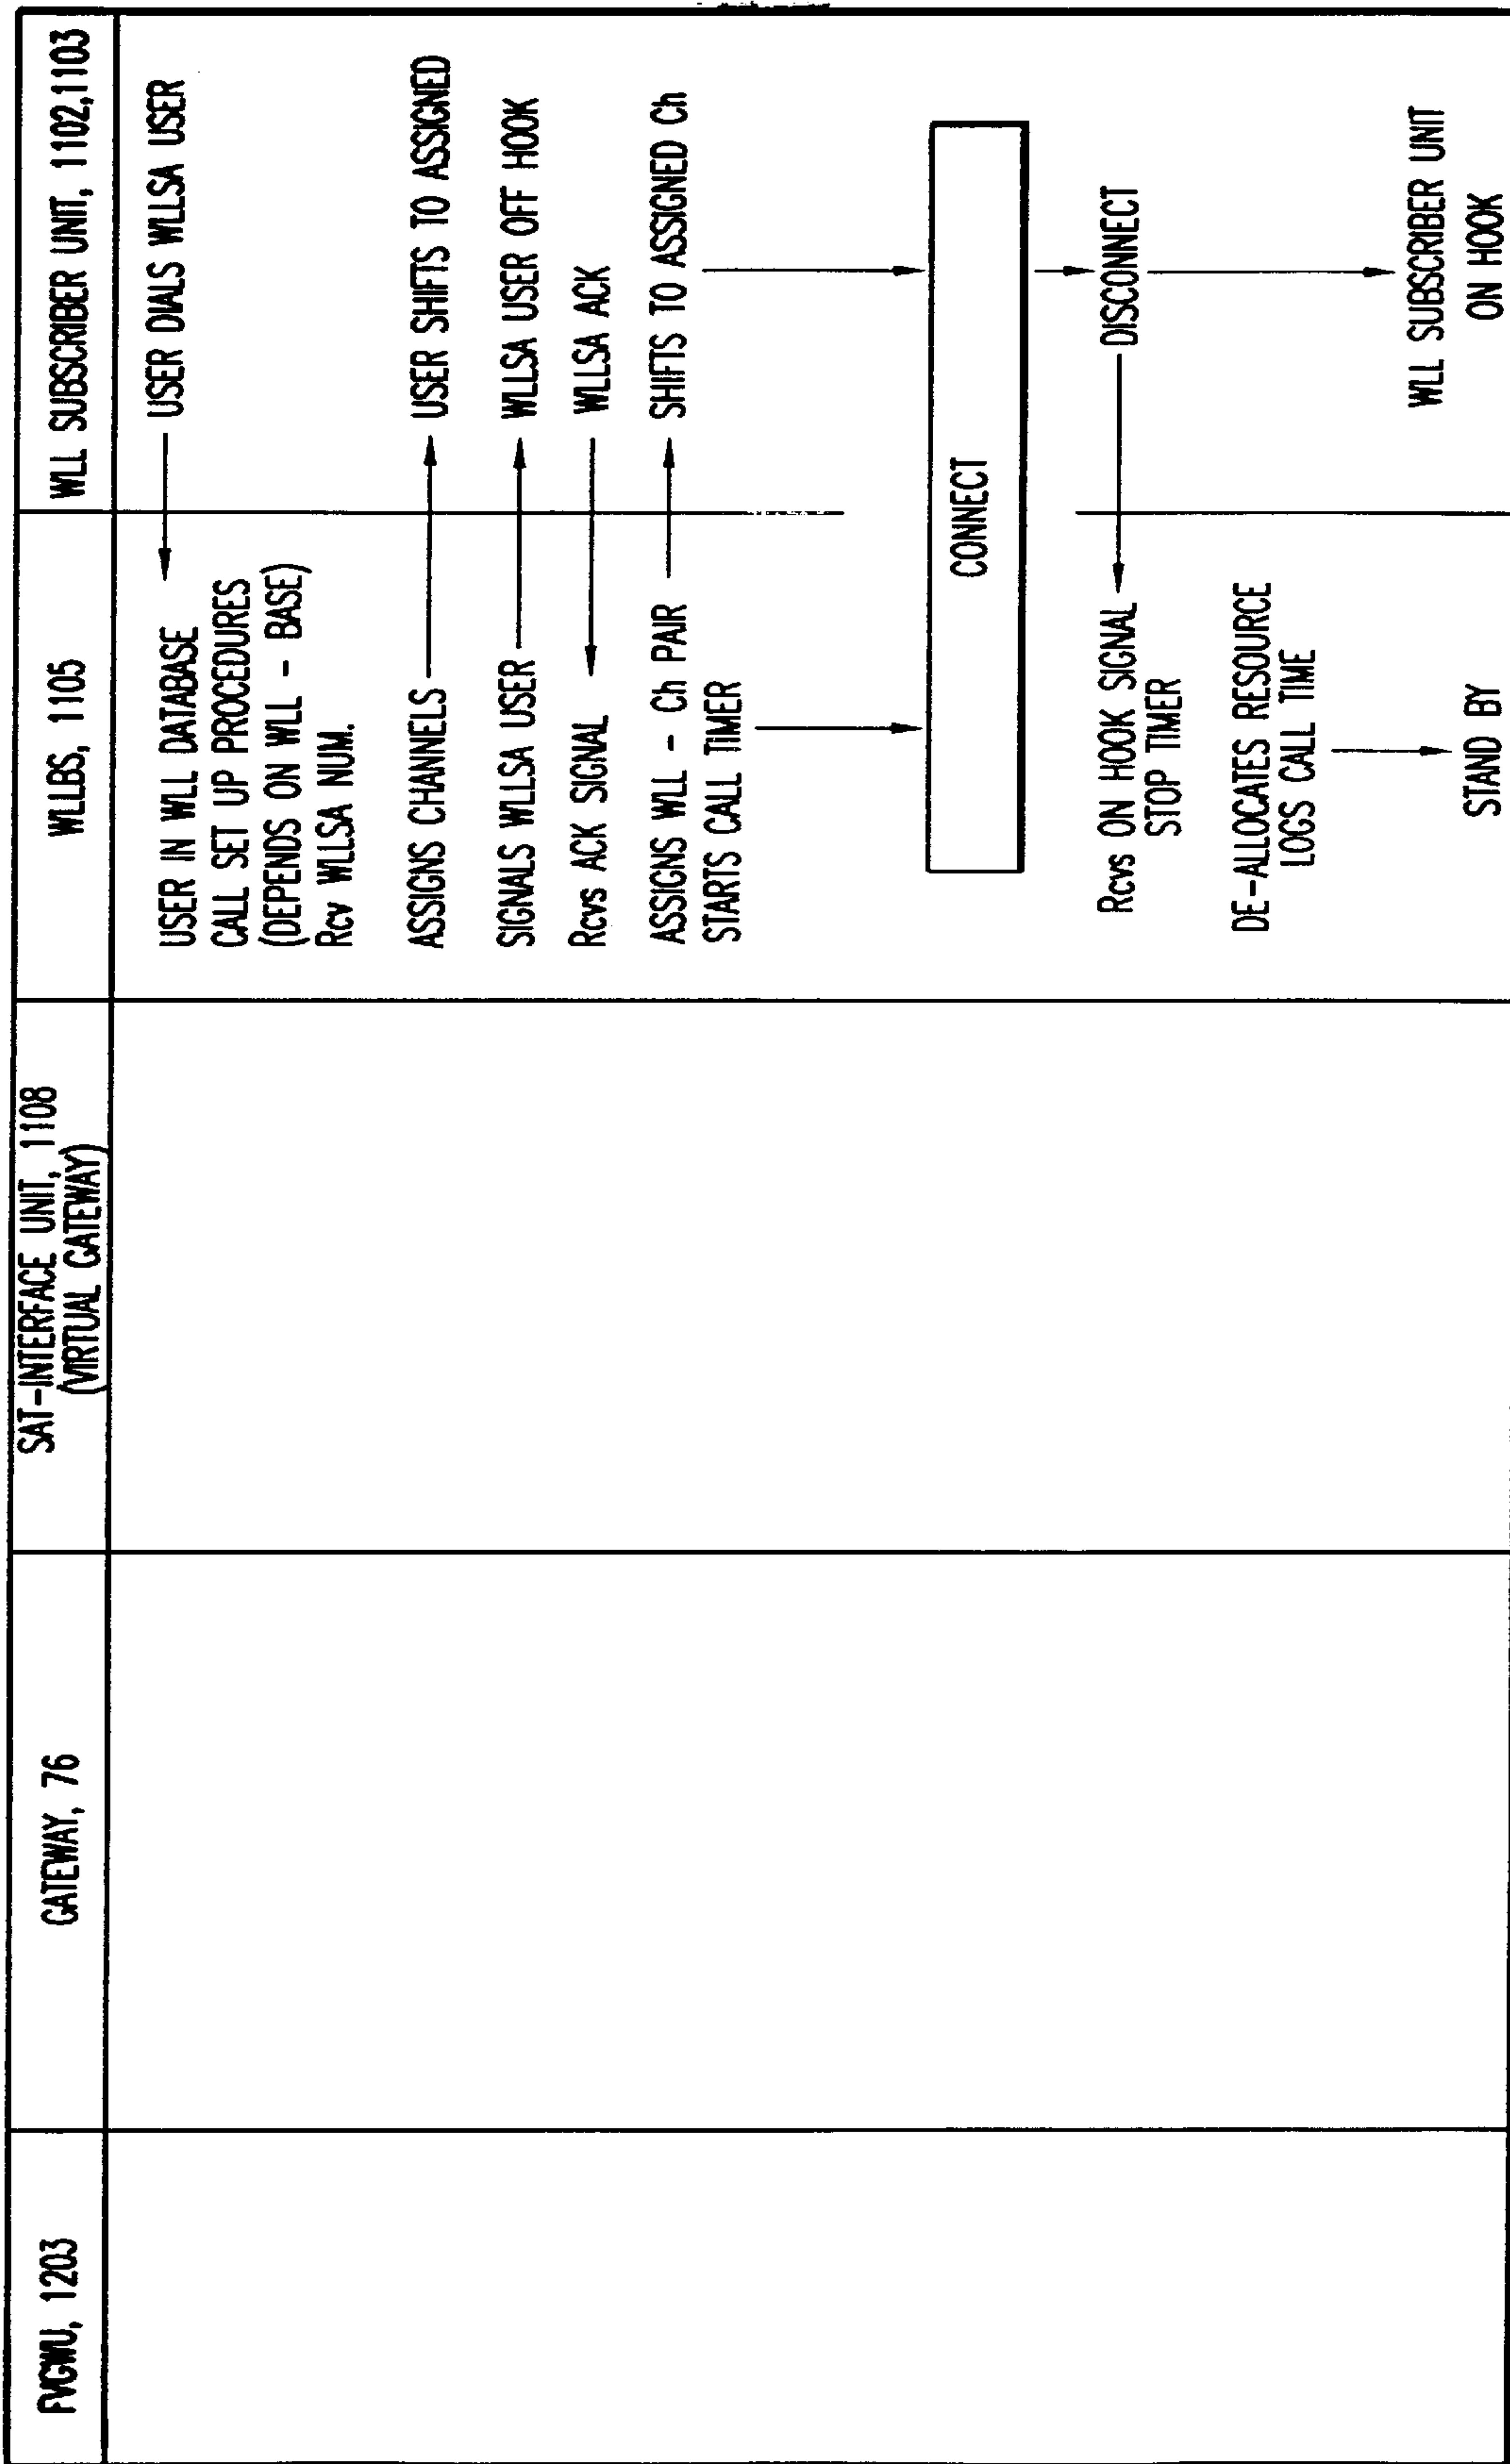 FVGWU, 1203
GATEWAY, 76
SAT-INTERFACE UNIT, 1108
(VIRTUAL GATEWAY)
WLLBS, 1105
WLL SUBSCRIBER UNIT, 1102,1103
USER IN WLL DATABASE
CALL SET UP PROCEDURES
(DEPENDS ON WLL - BASE)
Rcv WLLSA NUM.
USER DIALS WLLSA USER
ASSIGNS CHANNELS
USER SHIFTS TO ASSIGNED
SIGNALS WLLSA USER
WLLSA USER OFF HOOK
Rcvs ACK SIGNAL
WLLSA ACK
ASSIGNS WLL - Ch PAIR
STARTS CALL TIMER
SHIFTS TO ASSIGNED Ch
CONNECT
Rcvs ON HOOK SIGNAL
STOP TIMER
DISCONNECT
DE-ALLOCATES RESOURCE
LOGS CALL TIME
STAND BY
WLL SUBSCRIBER UNIT
ON HOOK